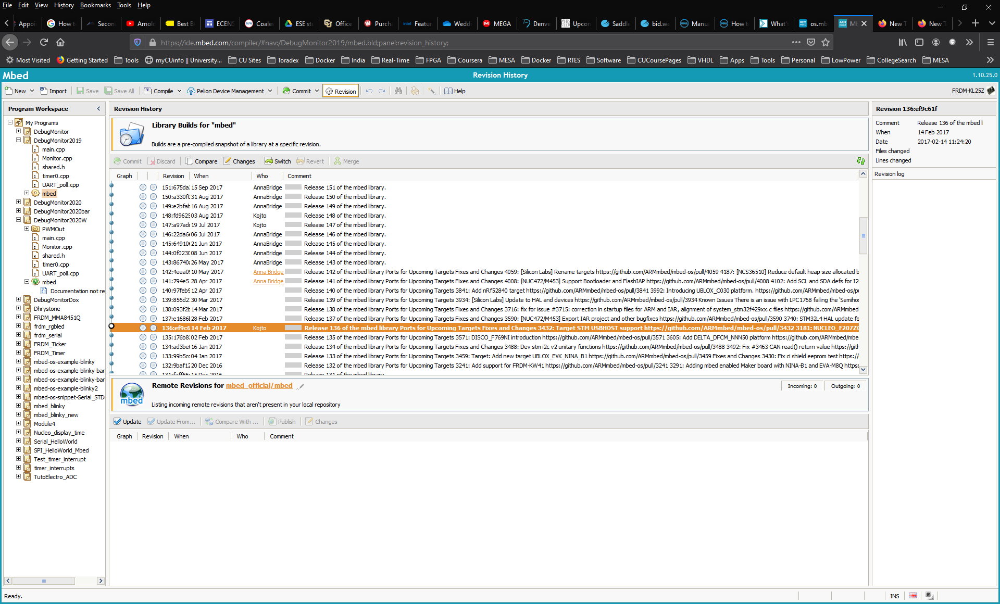 File Edit View History Bookmarks Tools Help
Appoi How t Secon Arnolc Best B ECEN Coales ESE stu Office Purcha Featur Weddi MEGA Denve Upcon Saddle bid.we Manua How to What's os.mb Mb New T New T
https://ide.mbed.com/compiler/#nav:/DebugMonitor2019/mbed.bld;panel:revision_history;
Most Visited Getting Started Tools myCUinfo || University... CU Sites Toradex Docker India Real-Time FPGA Coursera MESA Docker RTES Software CUCoursePages VHDL Apps Tools Personal LowPower CollegeSearch MESA
Mbed Revision History 1.10.25.0
New Import Save Save All Compile Pelion Device Management Commit Revision Help FRDM-KL25Z
Program Workspace
My Programs
DebugMonitor
DebugMonitor2019
main.cpp
Monitor.cpp
shared.h
timer0.cpp
UART_poll.cpp
mbed
DebugMonitor2020
DebugMonitor2020bar
DebugMonitor2020W
PWMOut
main.cpp
Monitor.cpp
shared.h
timer0.cpp
UART_poll.cpp
mbed
Documentation not re
DebugMonitorDox
Dhrystone
FRDM_MMA8451Q
frdm_rgbled
frdm_serial
FRDM_Ticker
FRDM_Timer
mbed-os-example-blinky
mbed-os-example-blinky-bar
mbed-os-example-blinky-bar
mbed-os-example-blinky2
mbed-os-snippet-Serial_STD
mbed_blinky
mbed_blinky_new
Module4
Nucleo_display_time
Serial_HelloWorld
SPI_HelloWorld_Mbed
Test_timer_interrupt
timer_interrupts
TutoElectro_ADC
Revision History
Library Builds for "mbed"
Builds are a pre-compiled snapshot of a library at a specific revision.
Commit Discard Compare Changes Switch Revert Merge
Graph Revision When Who Comment
151:675da 15 Sep 2017 AnnaBridge Release 151 of the mbed library.
150:a330f 31 Aug 2017 AnnaBridge Release 150 of the mbed library.
149:e2bfab 16 Aug 2017 AnnaBridge Release 149 of the mbed library.
148:fd962 03 Aug 2017 Kojto Release 148 of the mbed library.
147:a97ad 19 Jul 2017 Kojto Release 147 of the mbed library.
146:22da6 06 Jul 2017 AnnaBridge Release 146 of the mbed library.
145:64910 21 Jun 2017 AnnaBridge Release 145 of the mbed library.
144:0f023 08 Jun 2017 AnnaBridge Release 144 of the mbed library.
143:86740 26 May 2017 AnnaBridge Release 143 of the mbed library.
142:4eea0 10 May 2017 Anna Bridge Release 142 of the mbed library Ports for Upcoming Targets Fixes and Changes 4059: [Silicon Labs] Rename targets https://github.com/ARMmbed/mbed-os/pull/4059 4187: [NCS36510] Reduce default heap size allocated b
141:794e5 28 Apr 2017 Anna Bridge Release 141 of the mbed library Ports for Upcoming Targets Fixes and Changes 4008: [NUC472/M453] Support Bootloader and FlashIAP https://github.com/ARMmbed/mbed-os/pull/4008 4102: Add SCL and SDA defs for I2
140:97feb 12 Apr 2017 Release 140 of the mbed library Ports for Upcoming Targets 3841: Add nRf52840 target https://github.com/ARMmbed/mbed-os/pull/3841 3992: Introducing UBLOX_C030 platform. https://github.com/ARMmbed/mbed-os/pull
139:856d2 30 Mar 2017 Release 139 of the mbed library Ports for Upcoming Targets 3934: [Silicon Labs] Update to HAL and devices https://github.com/ARMmbed/mbed-os/pull/3934 Known Issues There is an issue with LPC1768 failing the 'Semihos
138:093f2 14 Mar 2017 Release 138 of the mbed library Ports for Upcoming Targets Fixes and Changes 3716: fix for issue #3715: correction in startup files for ARM and IAR, alignment of system_stm32f429xx.c files https://github.com/ARMmbed/m
137:e1686 28 Feb 2017 Release 137 of the mbed library Ports for Upcoming Targets Fixes and Changes 3590: [NUC472/M453] Export IAR project and other bugfixes https://github.com/ARMmbed/mbed-os/pull/3590 3740: STM32L4 HAL update fo
136:ef9c6 14 Feb 2017 Kojto Release 136 of the mbed library Ports for Upcoming Targets Fixes and Changes 3432: Target STM USBHOST support https://github.com/ARMmbed/mbed-os/pull/3432 3181: NUCLEO_F207Z
135:176b8 02 Feb 2017 Release 135 of the mbed library Ports for Upcoming Targets 3571: DISCO_F769NI introduction https://github.com/ARMmbed/mbed-os/pull/3571 3605: Add DELTA_DFCM_NNN50 platform https://github.com/ARMmbed/mbe
134:ad3be 16 Jan 2017 Release 134 of the mbed library Ports for Upcoming Targets Fixes and Changes 3488: Dev stm i2c v2 unitary functions https://github.com/ARMmbed/mbed-os/pull/3488 3492: Fix #3463 CAN read() return value https://gith
133:99b5c 04 Jan 2017 Release 133 of the mbed library Ports for Upcoming Targets 3459: Target: Add new target UBLOX_EVK_NINA_B1 https://github.com/ARMmbed/mbed-os/pull/3459 Fixes and Changes 3430: Fix ci shield eeprom test https://
132:9baf1 20 Dec 2016 Release 132 of the mbed library Ports for Upcoming Targets 3241: Add support for FRDM-KW41 https://github.com/ARMmbed/mbed-os/pull/3241 3291: Adding mbed enabled Maker board with NINA-B1 and EVA-M8Q https:
15 Dec 2016 Release 131 of the mbed library.
Remote Revisions for mbed_official/mbed Incoming: 0 Outgoing: 0
mbed
Listing incoming remote revisions that aren't present in your local repository
Update Update From... Compare With ... Publish Changes
Graph Revision When Who Comment
Revision 136:ef9c61f
Comment Release 136 of the mbed l
When 14 Feb 2017
Date 2017-02-14 11:24:20
Files changed
Lines changed
Revision log
Ready. INS